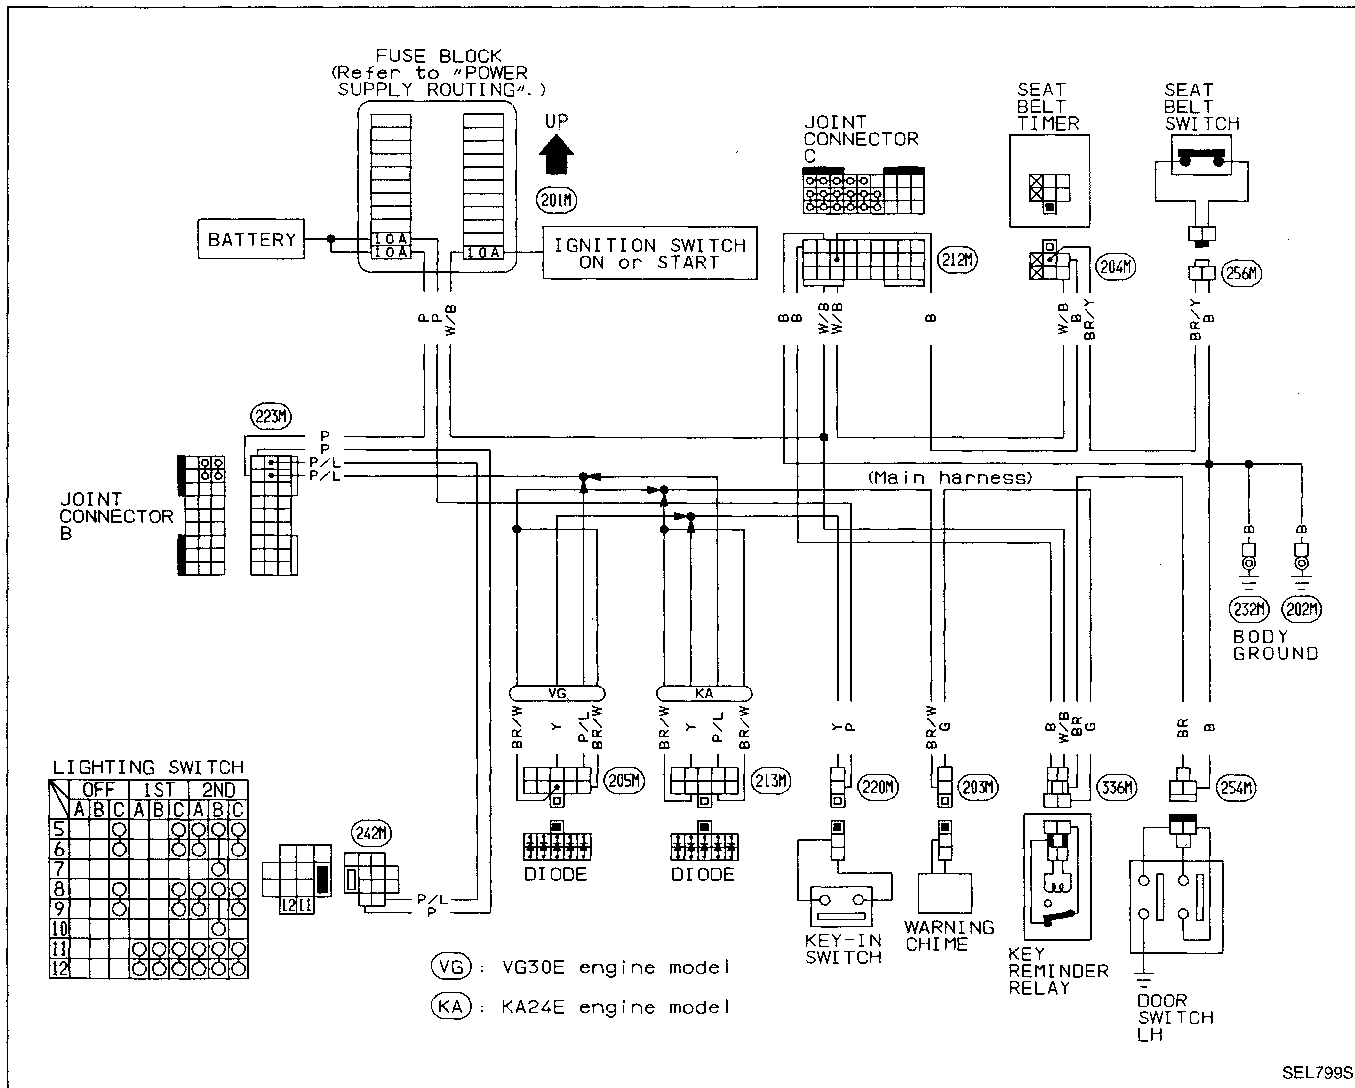 FUSE BLOCK
(Refer to "POWER
SUPPLY ROUTING".)
UP
201M
BATTERY
10A
10A
10A
IGNITION SWITCH
ON or START
JOINT
CONNECTOR
C
212M
SEAT
BELT
TIMER
204M
SEAT
BELT
SWITCH
256M
P
P
W/B
B
B
W/B
W/B
B
W/B
B
BR/Y
BR/Y
B
223M
P
P
P/L
P/L
JOINT
CONNECTOR
B
(Main harness)
B
B
232M
202M
BODY
GROUND
VG
KA
BR/W
Y
P/L
BR/W
BR/W
Y
P/L
BR/W
Y
P
BR/W
G
B
W/B
BR
G
BR
B
205M
213M
220M
203M
336M
254M
DIODE
DIODE
KEY-IN
SWITCH
WARNING
CHIME
KEY
REMINDER
RELAY
DOOR
SWITCH
LH
LIGHTING SWITCH
OFF 1ST 2ND
A B C A B C A B C
5
6
7
8
9
10
11
12
242M
12 11
P/L
P
VG : VG30E engine model
KA : KA24E engine model
SEL799S